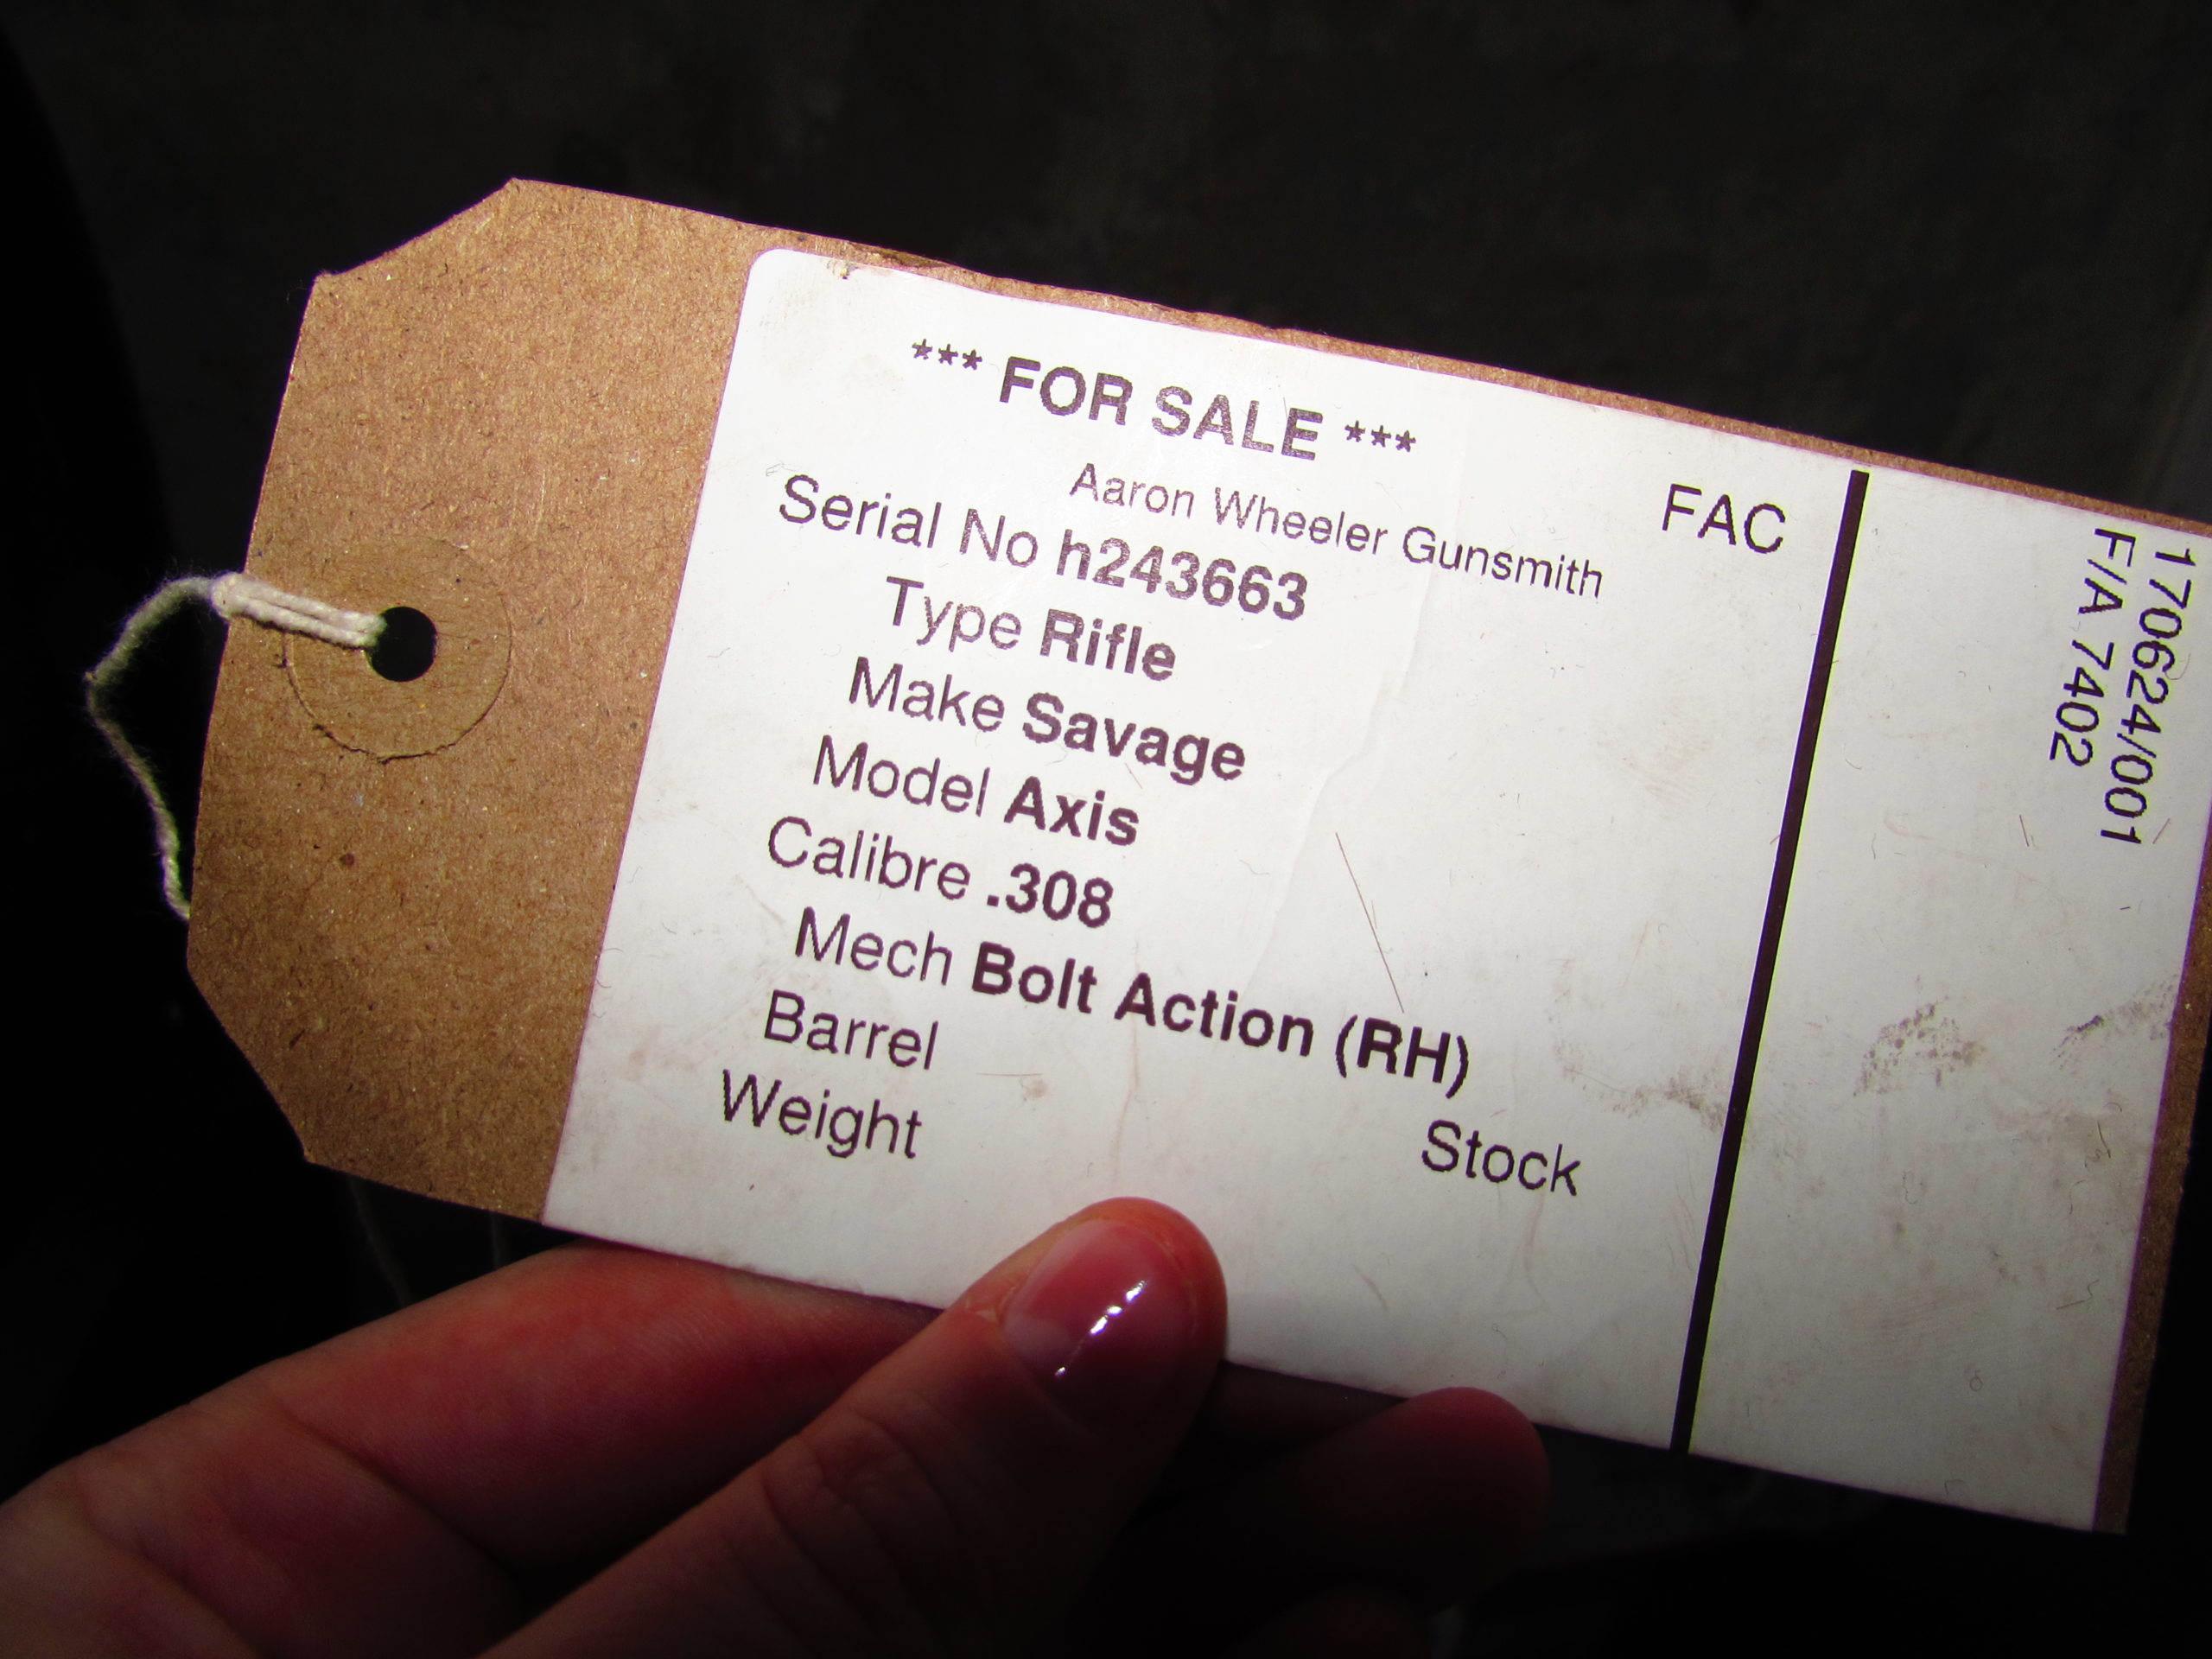 *** FOR SALE ***
Aaron Wheeler Gunsmith
FAC
Serial No h243663
Type Rifle
Make Savage
Model Axis
Calibre .308
Mech Bolt Action (RH)
Barrel
Stock
Weight
170624/001
F/A 7402